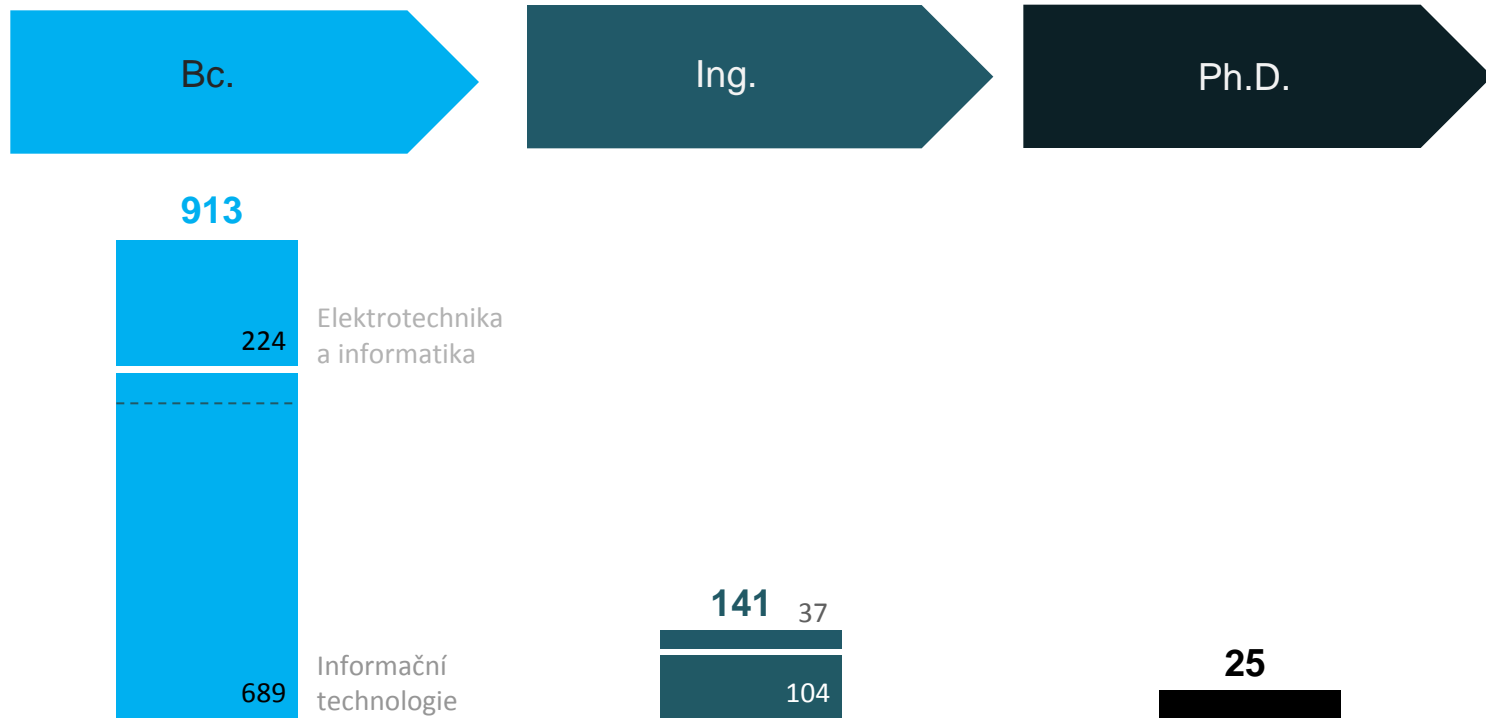 Bc.
Ing.
Ph.D.
913
224
Elektrotechnika
a informatika
689
Informační
technologie
141
37
104
25